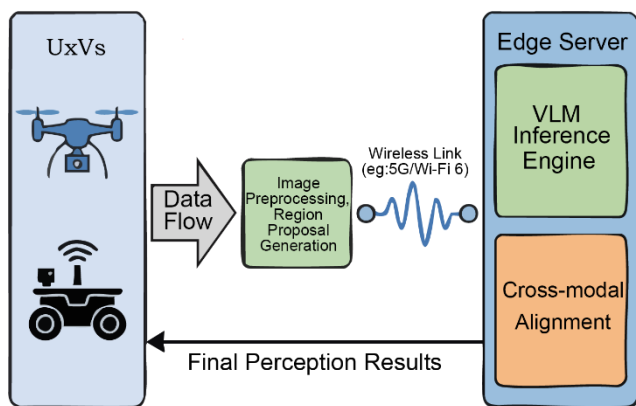 UxVs
Data
Flow
Image
Preprocessing,
Region
Proposal
Generation
Wireless Link
(eg:5G/Wi-Fi 6)
Edge Server
VLM
Inference
Engine
Cross-modal
Alignment
Final Perception Results